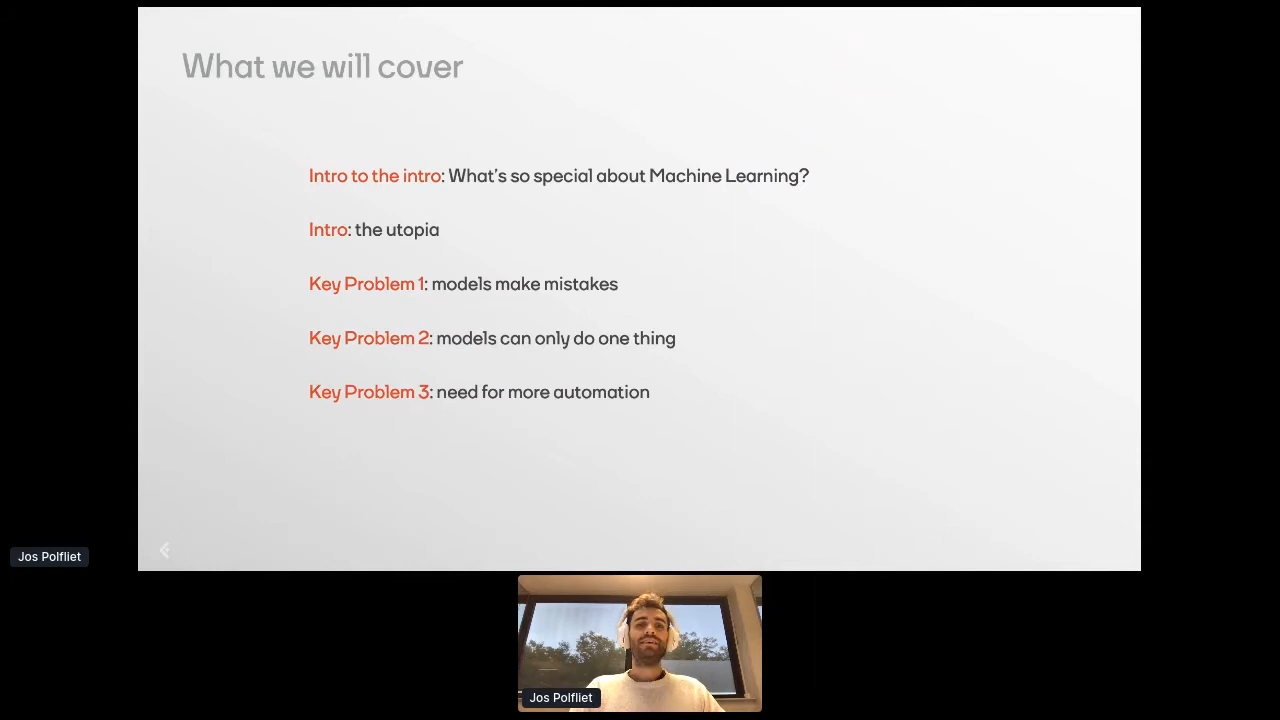 What we will cover
Intro to the intro: What's so special about Machine Learning?
Intro: the utopia
Key Problem 1: models make mistakes
Key Problem 2: models can only do one thing
Key Problem 3: need for more automation
Jos Polfliet
Jos Polfliet